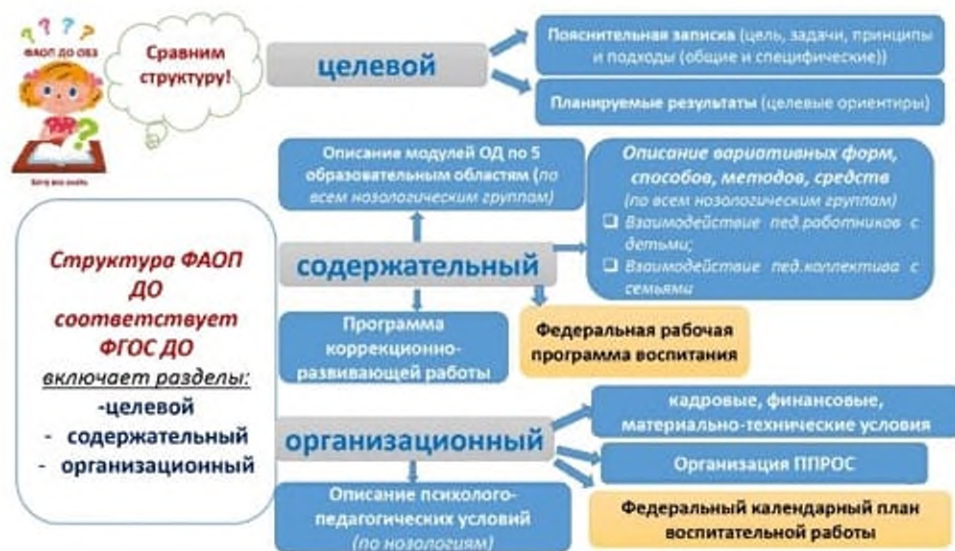 ФАОП ДО ОВЗ
Сравним
структуру!
Хочу все знать
целевой
Пояснительная записка (цель, задачи, принципы
и подходы (общие и специфические))
Планируемые результаты (целевые ориентиры)
Описание модулей ОД по 5
образовательным областям (по
всем нозологическим группам)
Описание вариативных форм,
способов, методов, средств
(по всем нозологическим группам)
Взаимодействие пед.работников с
детьми;
Взаимодействие пед.коллектива с
семьями
содержательный
Программа
коррекционно-
развивающей работы
Федеральная рабочая
программа воспитания
Структура ФАОП
ДО
соответствует
ФГОС ДО
включает разделы:
-целевой
- содержательный
- организационный
организационный
кадровые, финансовые,
материально-технические условия
Организация ППРОС
Описание психолого-
педагогических условий
(по нозологиям)
Федеральный календарный план
воспитательной работы